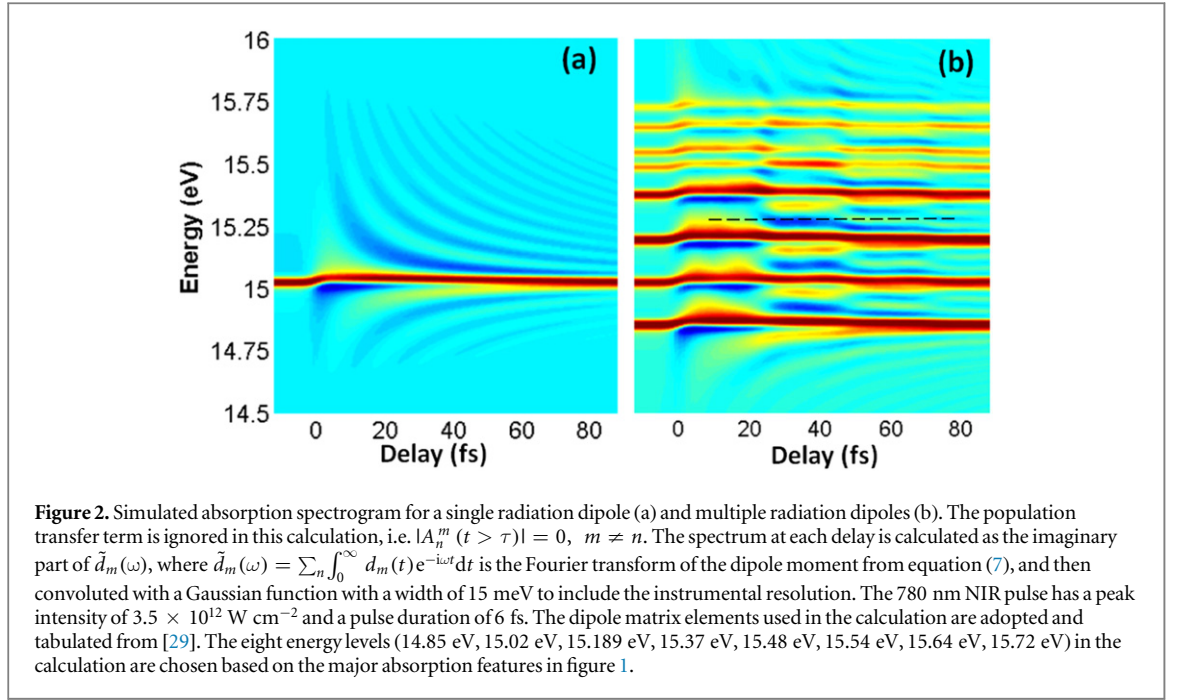 (a)
(b)
16
15.75
15.5
15.25
15
14.75
14.5
Energy (eV)
0 20 40 60 80
Delay (fs)
0 20 40 60 80
Delay (fs)
Figure 2. Simulated absorption spectrogram for a single radiation dipole (a) and multiple radiation dipoles (b). The population
transfer term is ignored in this calculation, i.e. |Aₙᵐ (t > τ)| = 0, m ≠ n. The spectrum at each delay is calculated as the imaginary
part of d̃ₘ(ω), where d̃ₘ(ω) = ∑ₙ∫₀^∞ dₘ(t)e^{−iωt}dt is the Fourier transform of the dipole moment from equation (7), and then
convoluted with a Gaussian function with a width of 15 meV to include the instrumental resolution. The 780 nm NIR pulse has a peak
intensity of 3.5 × 10¹² W cm⁻² and a pulse duration of 6 fs. The dipole matrix elements used in the calculation are adopted and
tabulated from [29]. The eight energy levels (14.85 eV, 15.02 eV, 15.189 eV, 15.37 eV, 15.48 eV, 15.54 eV, 15.64 eV, 15.72 eV) in the
calculation are chosen based on the major absorption features in figure 1.